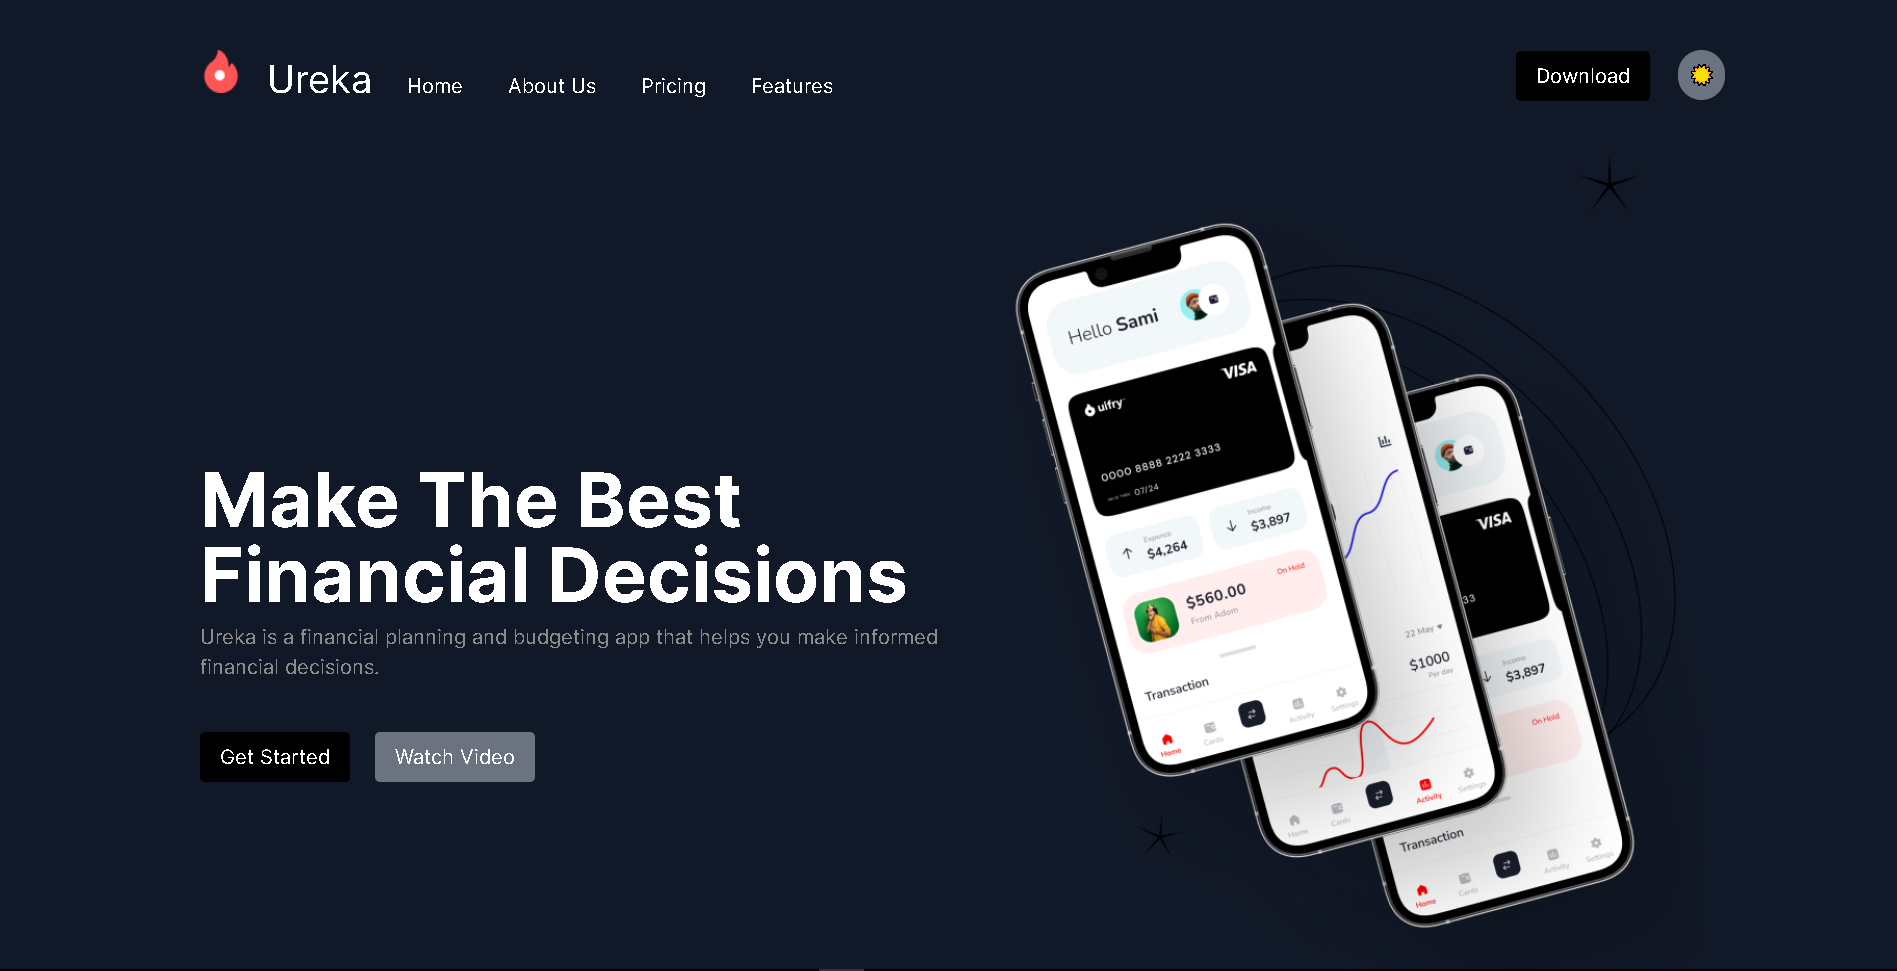 Ureka
Home
About Us
Pricing
Features
Download
Make The Best
Financial Decisions
Ureka is a financial planning and budgeting app that helps you make informed
financial decisions.
Get Started
Watch Video
Hello Sami
VISA
ulfry
0000 8888 2222 3333
07/24
Income
$4,264
$3,897
On Hold
$560.00
From Adom
Transaction
Home
Cards
Activity
Settings
22 May
$1000
Per day
Home
Cards
Activity
Settings
VISA
33
Income
$3,897
On Hold
Transaction
Home
Cards
Activity
Settings